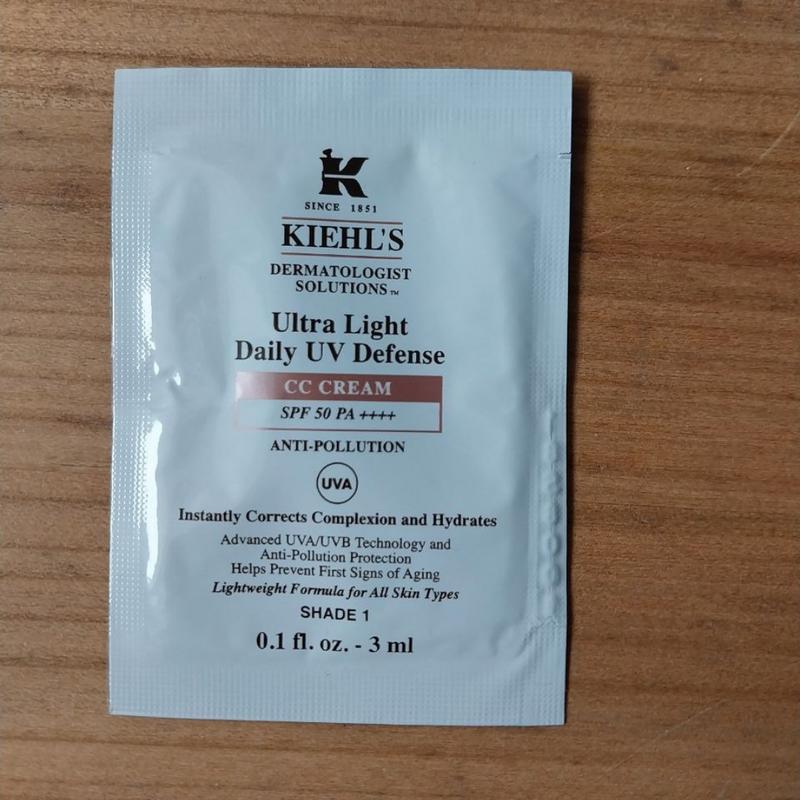 K
SINCE 1851
KIEHL'S
DERMATOLOGIST
SOLUTIONS™
Ultra Light
Daily UV Defense
CC CREAM
SPF 50 PA ++++
ANTI-POLLUTION
UVA
Instantly Corrects Complexion and Hydrates
Advanced UVA/UVB Technology and
Anti-Pollution Protection
Helps Prevent First Signs of Aging
Lightweight Formula for All Skin Types
SHADE 1
0.1 fl. oz. - 3 ml